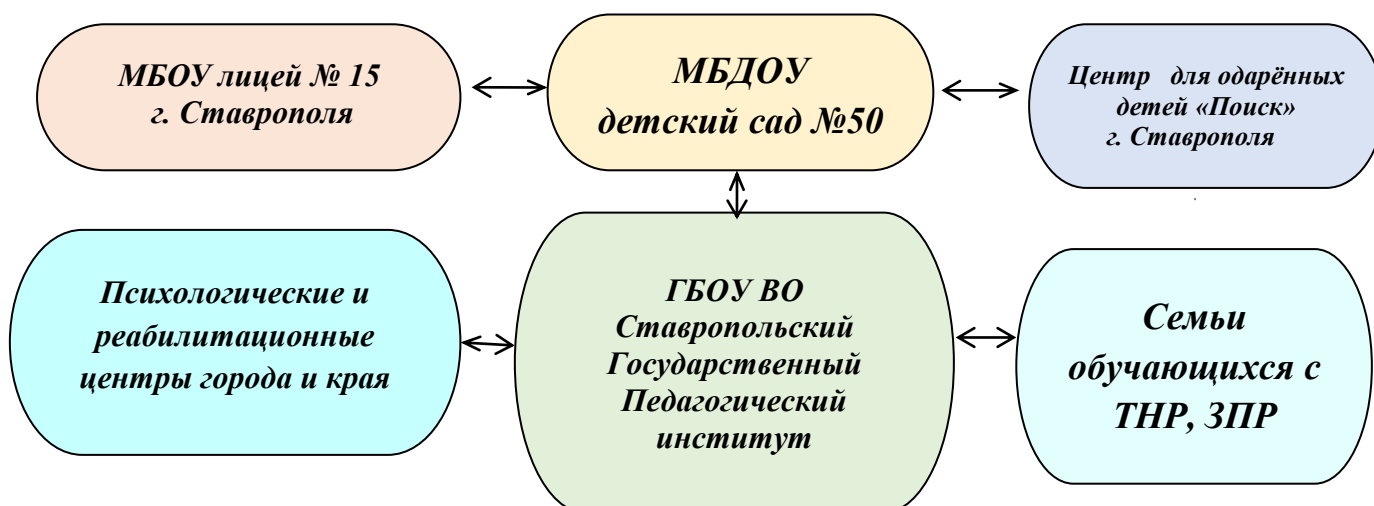 МБОУ лицей № 15
г. Ставрополя
МБДОУ
детский сад №50
Центр для одарённых
детей «Поиск»
г. Ставрополя
Психологические и
реабилитационные
центры города и края
ГБОУ ВО
Ставропольский
Государственный
Педагогический
институт
Семьи
обучающихся с
ТНР, ЗПР